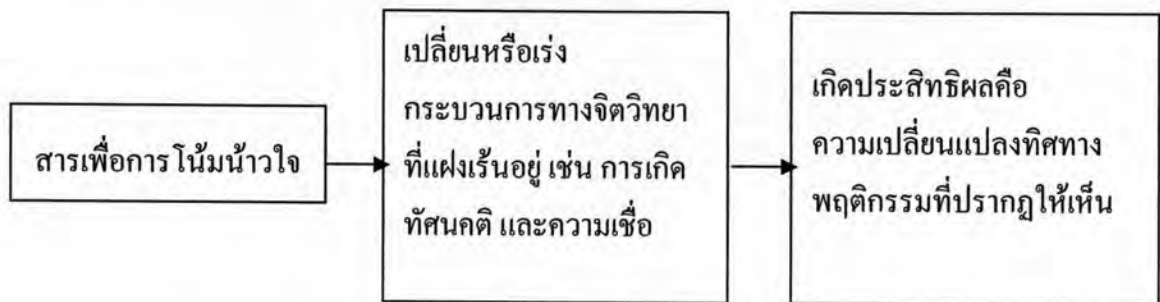 สารเพื่อการโน้มน้าวใจ
เปลี่ยนหรือเร่ง
กระบวนการทางจิตวิทยา
ที่แฝงเร้นอยู่ เช่น การเกิด
ทัศนคติ และความเชื่อ
เกิดประสิทธิผลคือ
ความเปลี่ยนแปลงทิศทาง
พฤติกรรมที่ปรากฏให้เห็น